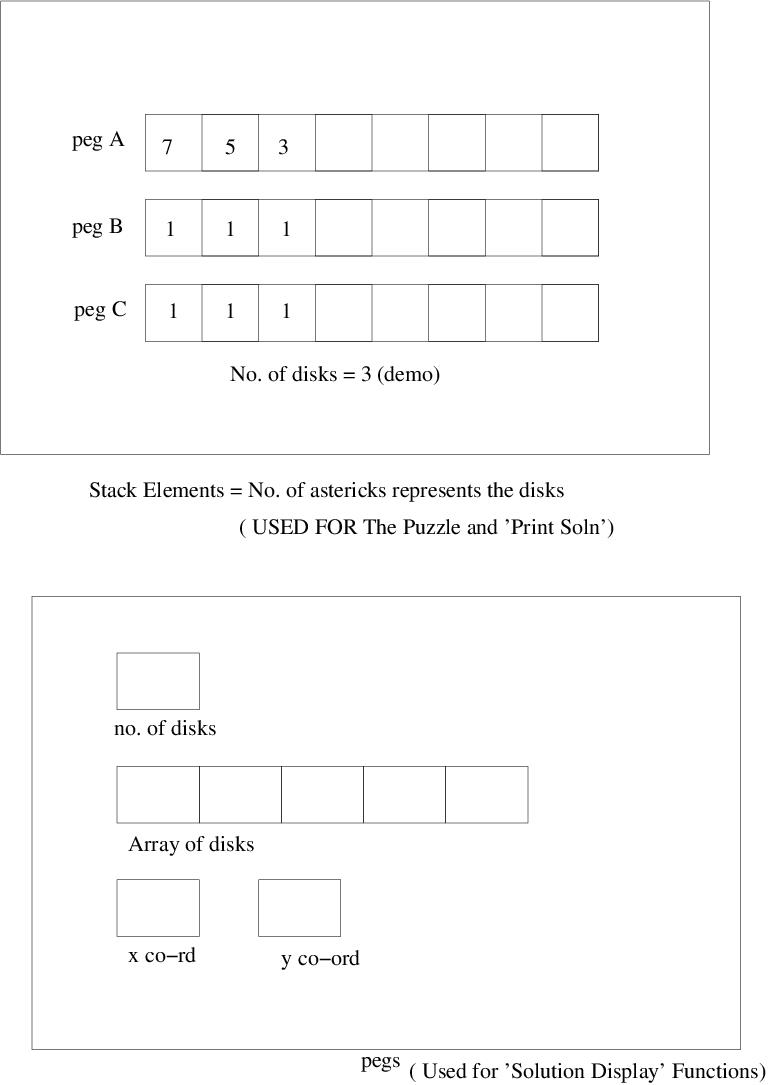 peg A 7 5 3
peg B 1 1 1
peg C 1 1 1
No. of disks = 3 (demo)
Stack Elements = No. of astericks represents the disks
( USED FOR The Puzzle and ’Print Soln’)
no. of disks
Array of disks
x co−rd
y co−ord
pegs
( Used for ’Solution Display’ Functions)